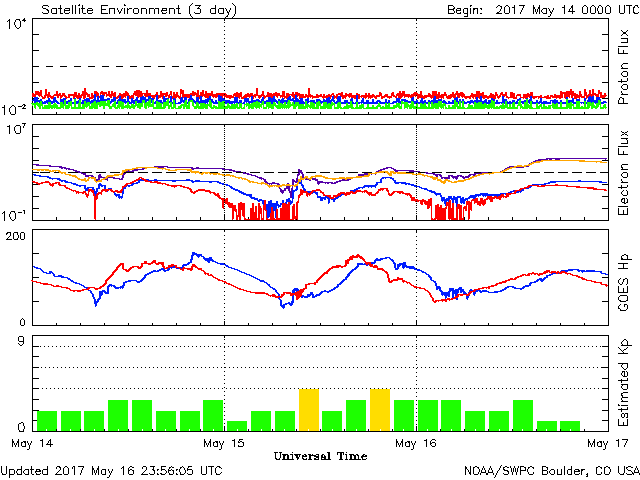 Satellite Environment (3 day) Begin: 2017 May 14 0000 UTC
10^4
Proton Flux
10^-2
10^7
Electron Flux
10^-1
200
GOES Hp
0
9
Estimated Kp
0
May 14 May 15 May 16 May 17
Universal Time
Updated 2017 May 16 23:56:05 UTC NOAA/SWPC Boulder, CO USA